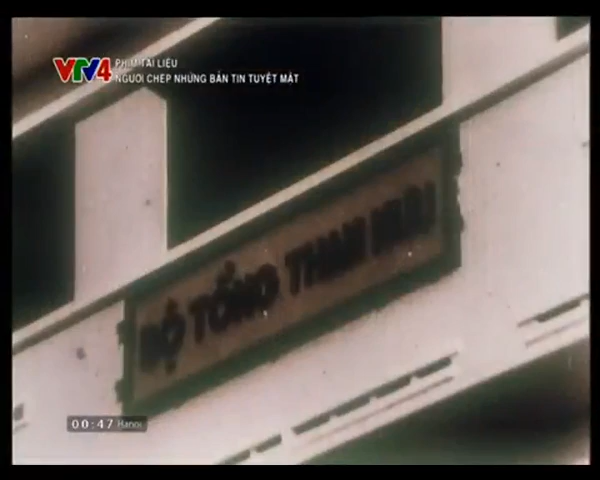 VTV4
PHIM TÀI LIỆU
NGƯỜI CHÉP NHỮNG BẢN TIN TUYỆT MẬT
BỘ TỔNG THAM MƯU
00:47 Hanoi